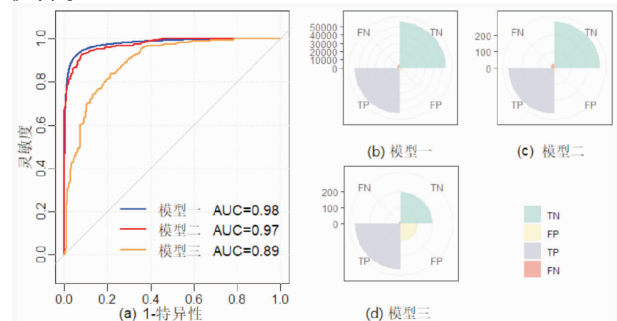 灵敏度
1.0
0.8
0.6
0.4
0.2
0.0
模型一 AUC=0.98
模型二 AUC=0.97
模型三 AUC=0.89
0.0 0.2 0.4 0.6 0.8 1.0
(a) 1-特异性
50000
40000
30000
20000
10000
0
FN TN
TP FP
(b) 模型一
200
100
0
FN TN
TP FP
(c) 模型二
200
100
0
FN TN
TP FP
(d) 模型三
TN
FP
TP
FN